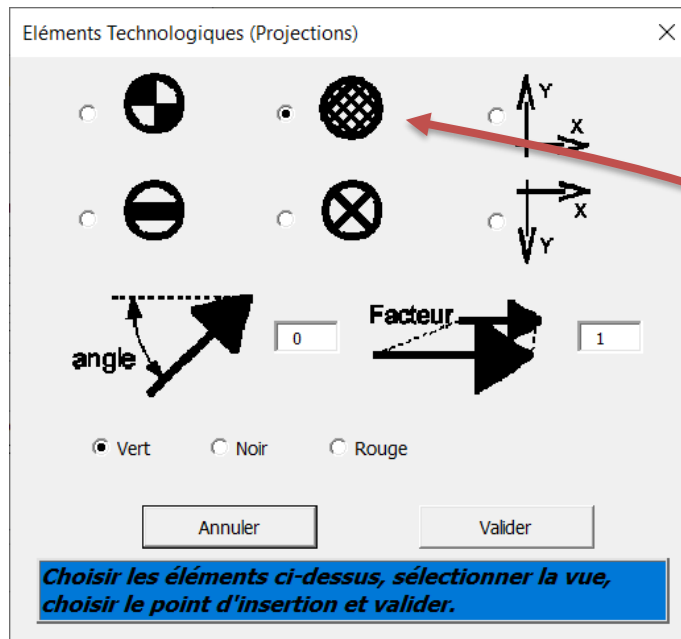 Eléments Technologiques (Projections)
Y
X
X
Y
angle
0
Facteur
1
Vert Noir Rouge
Annuler Valider
Choisir les éléments ci-dessus, sélectionner la vue,
choisir le point d'insertion et valider.